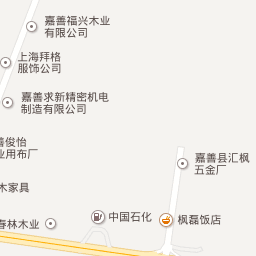 嘉善福兴木业
有限公司
上海拜格
服饰公司
嘉善求新精密机电
制造有限公司
善俊怡
业用布厂
嘉善县汇枫
五金厂
木家具
春林木业
中国石化
枫磊饭店